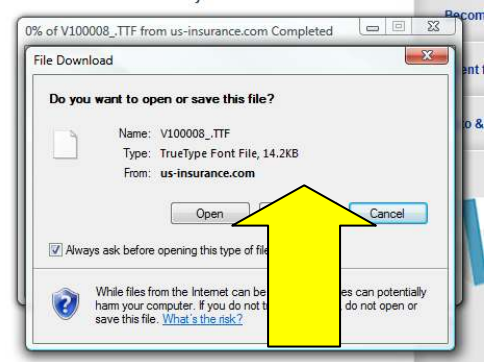 0% of V100008_.TTF from us-insurance.com Completed
File Download
Do you want to open or save this file?
Name: V100008_.TTF
Type: TrueType Font File, 14.2KB
From: us-insurance.com
Open
Cancel
Always ask before opening this type of file
While files from the Internet can be es can potentially
harm your computer. If you do not t do not open or
save this file. What's the risk?